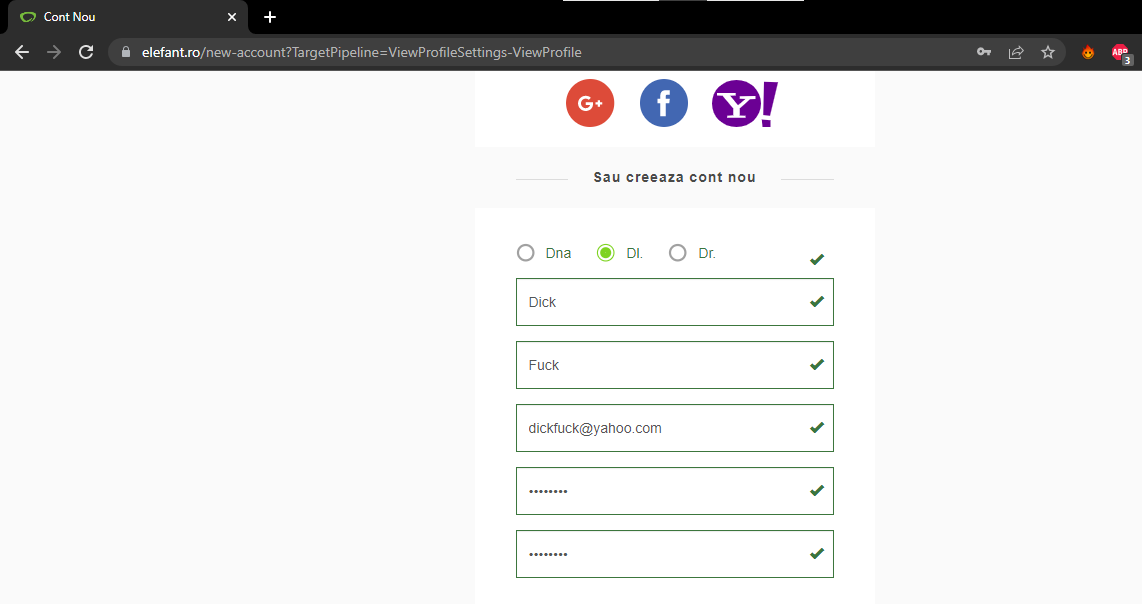 Cont Nou
elefant.ro/new-account?TargetPipeline=ViewProfileSettings-ViewProfile
ABP
3
G+
f
Y!
Sau creeaza cont nou
Dna Dl. Dr.
Dick
Fuck
dickfuck@yahoo.com
••••••••
••••••••